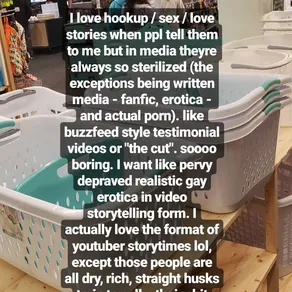 I love hookup / sex / love
stories when ppl tell them
to me but in media theyre
always so sterilized (the
exceptions being written
media - fanfic, erotica -
and actual porn). like
buzzfeed style testimonial
videos or "the cut". soooo
boring. I want like pervy
depraved realistic gay
erotica in video
storytelling form. I
actually love the format of
youtuber storytimes lol,
except those people are
all dry, rich, straight husks